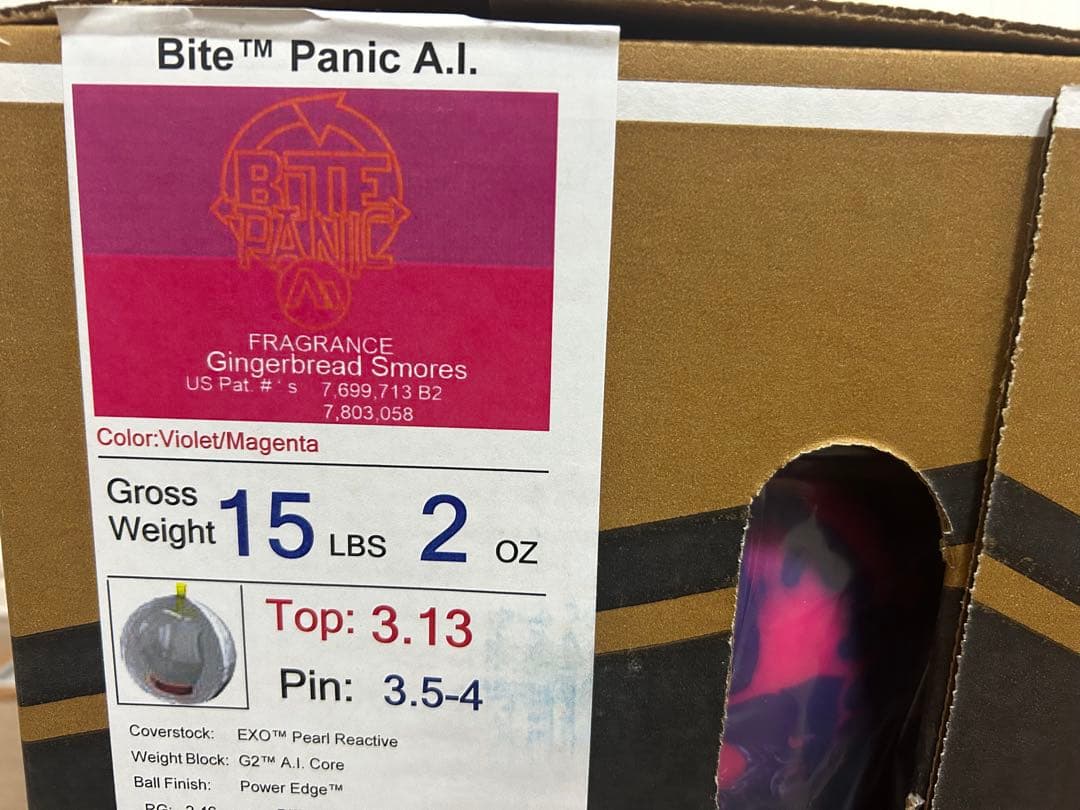 Bite™ Panic A.I.
BITE
PANIC
AI
FRAGRANCE
Gingerbread Smores
US Pat. # ' s 7,699,713 B2
7,803,058
Color:Violet/Magenta
Gross Weight 15 LBS 2 OZ
Top: 3.13
Pin: 3.5-4
Coverstock: EXO™ Pearl Reactive
Weight Block: G2™ A.I. Core
Ball Finish: Power Edge™
RG: